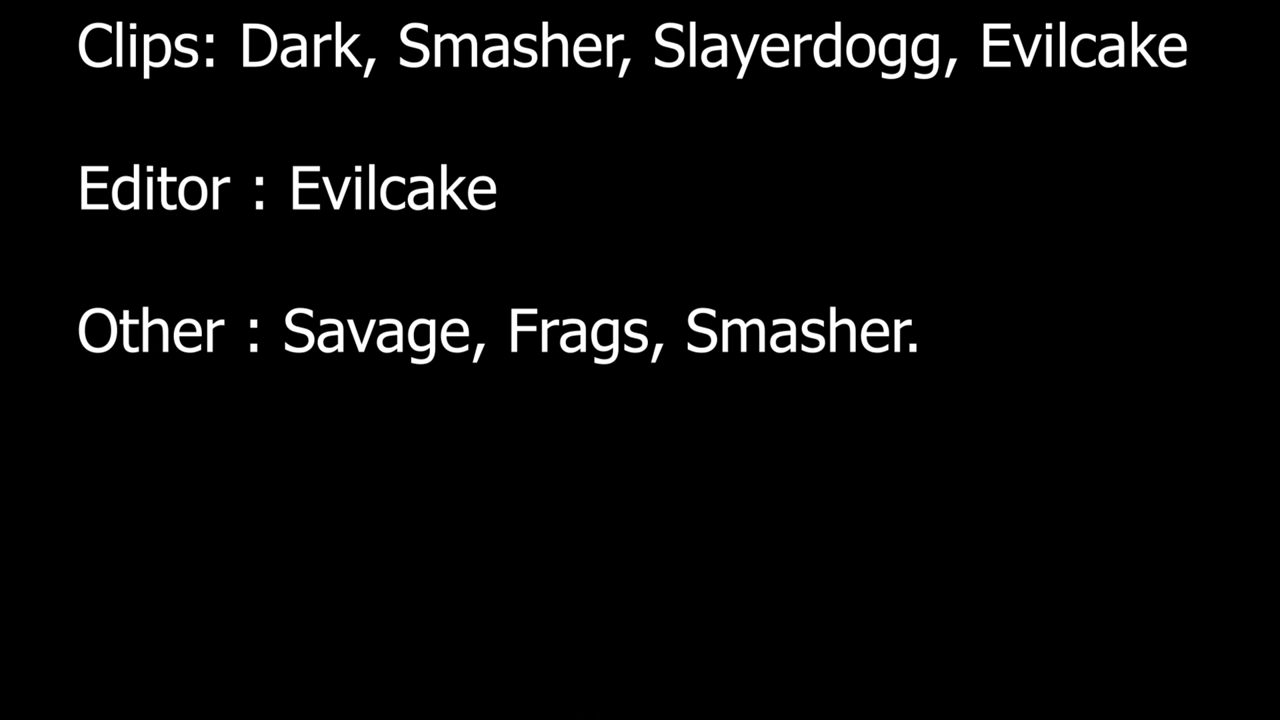 Clips: Dark, Smasher, Slayerdogg, Evilcake
Editor : Evilcake
Other : Savage, Frags, Smasher.